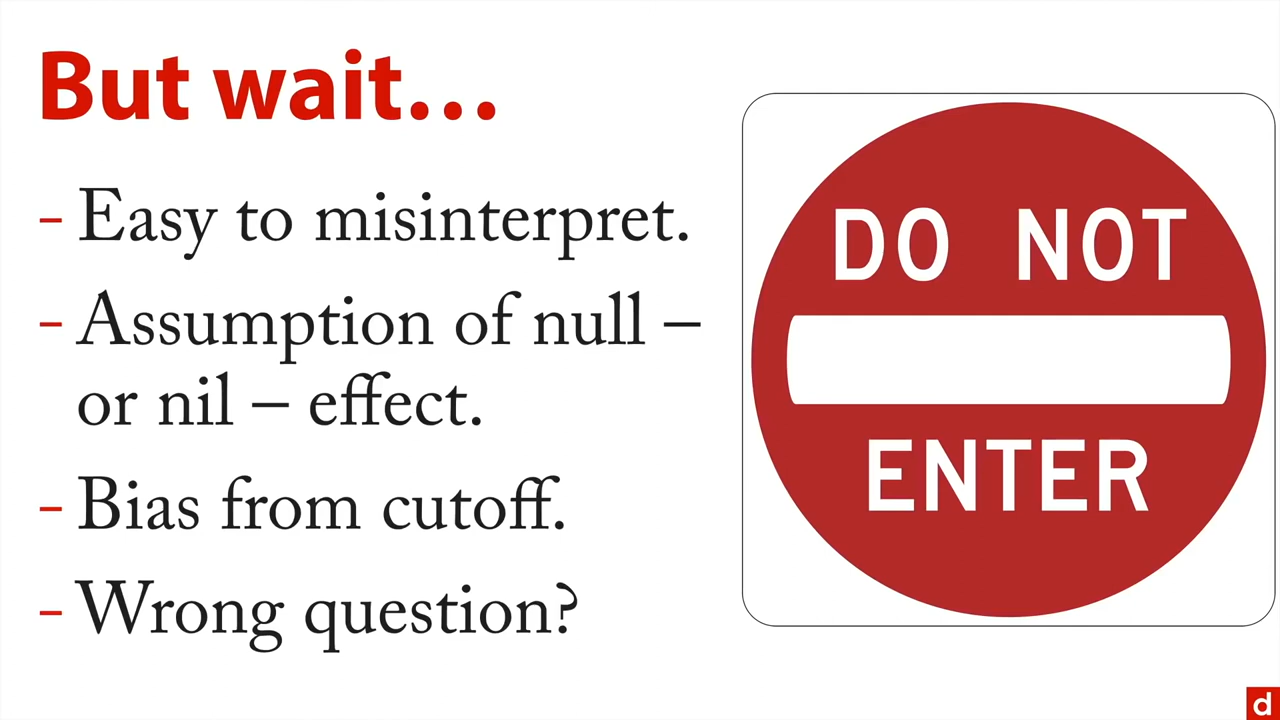 But wait…
- Easy to misinterpret.
- Assumption of null –
or nil – effect.
- Bias from cutoff.
- Wrong question?
DO NOT
ENTER
d